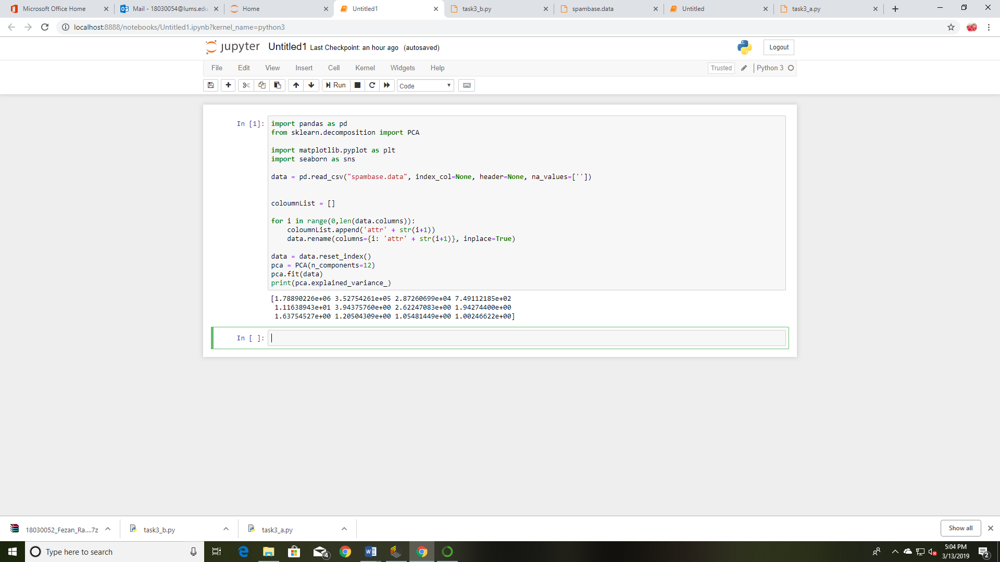 Microsoft Office Home
Mail - 18030054@lums.edu.
Home
Untitled1
task3_b.py
spambase.data
Untitled
task3_a.py
localhost:8888/notebooks/Untitled1.ipynb?kernel_name=python3
jupyter Untitled1 Last Checkpoint: an hour ago (autosaved)
Logout
File Edit View Insert Cell Kernel Widgets Help
Trusted Python 3
Run Code
In [1]:
import pandas as pd
from sklearn.decomposition import PCA
import matplotlib.pyplot as plt
import seaborn as sns
data = pd.read_csv("spambase.data", index_col=None, header=None, na_values=[''])
coloumnList = []
for i in range(0,len(data.columns)):
    coloumnList.append('attr' + str(i+1))
    data.rename(columns={i: 'attr' + str(i+1)}, inplace=True)
data = data.reset_index()
pca = PCA(n_components=12)
pca.fit(data)
print(pca.explained_variance_)
[1.78890226e+06 3.52754261e+05 2.87260699e+04 7.49112185e+02
 1.11638943e+01 3.94375760e+00 2.62247083e+00 1.94274400e+00
 1.63754527e+00 1.20504309e+00 1.05481449e+00 1.00246622e+00]
In [ ]:
18030052_Fezan_Ra....7z
task3_b.py
task3_a.py
Show all
Type here to search
4
5:04 PM
3/13/2019
2